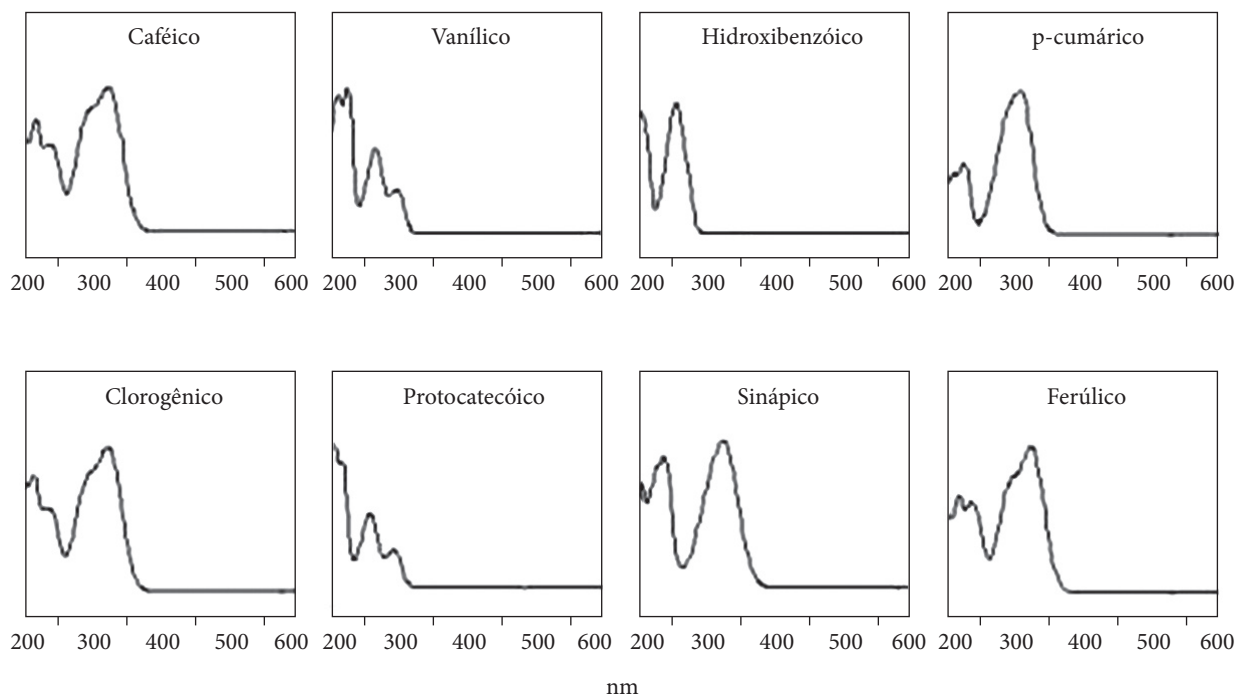 Caféico Vanílico Hidroxibenzóico p-cumárico
200 300 400 500 600 200 300 400 500 600 200 300 400 500 600 200 300 400 500 600
Clorogênico Protocatecóico Sinápico Ferúlico
200 300 400 500 600 200 300 400 500 600 200 300 400 500 600 200 300 400 500 600
nm